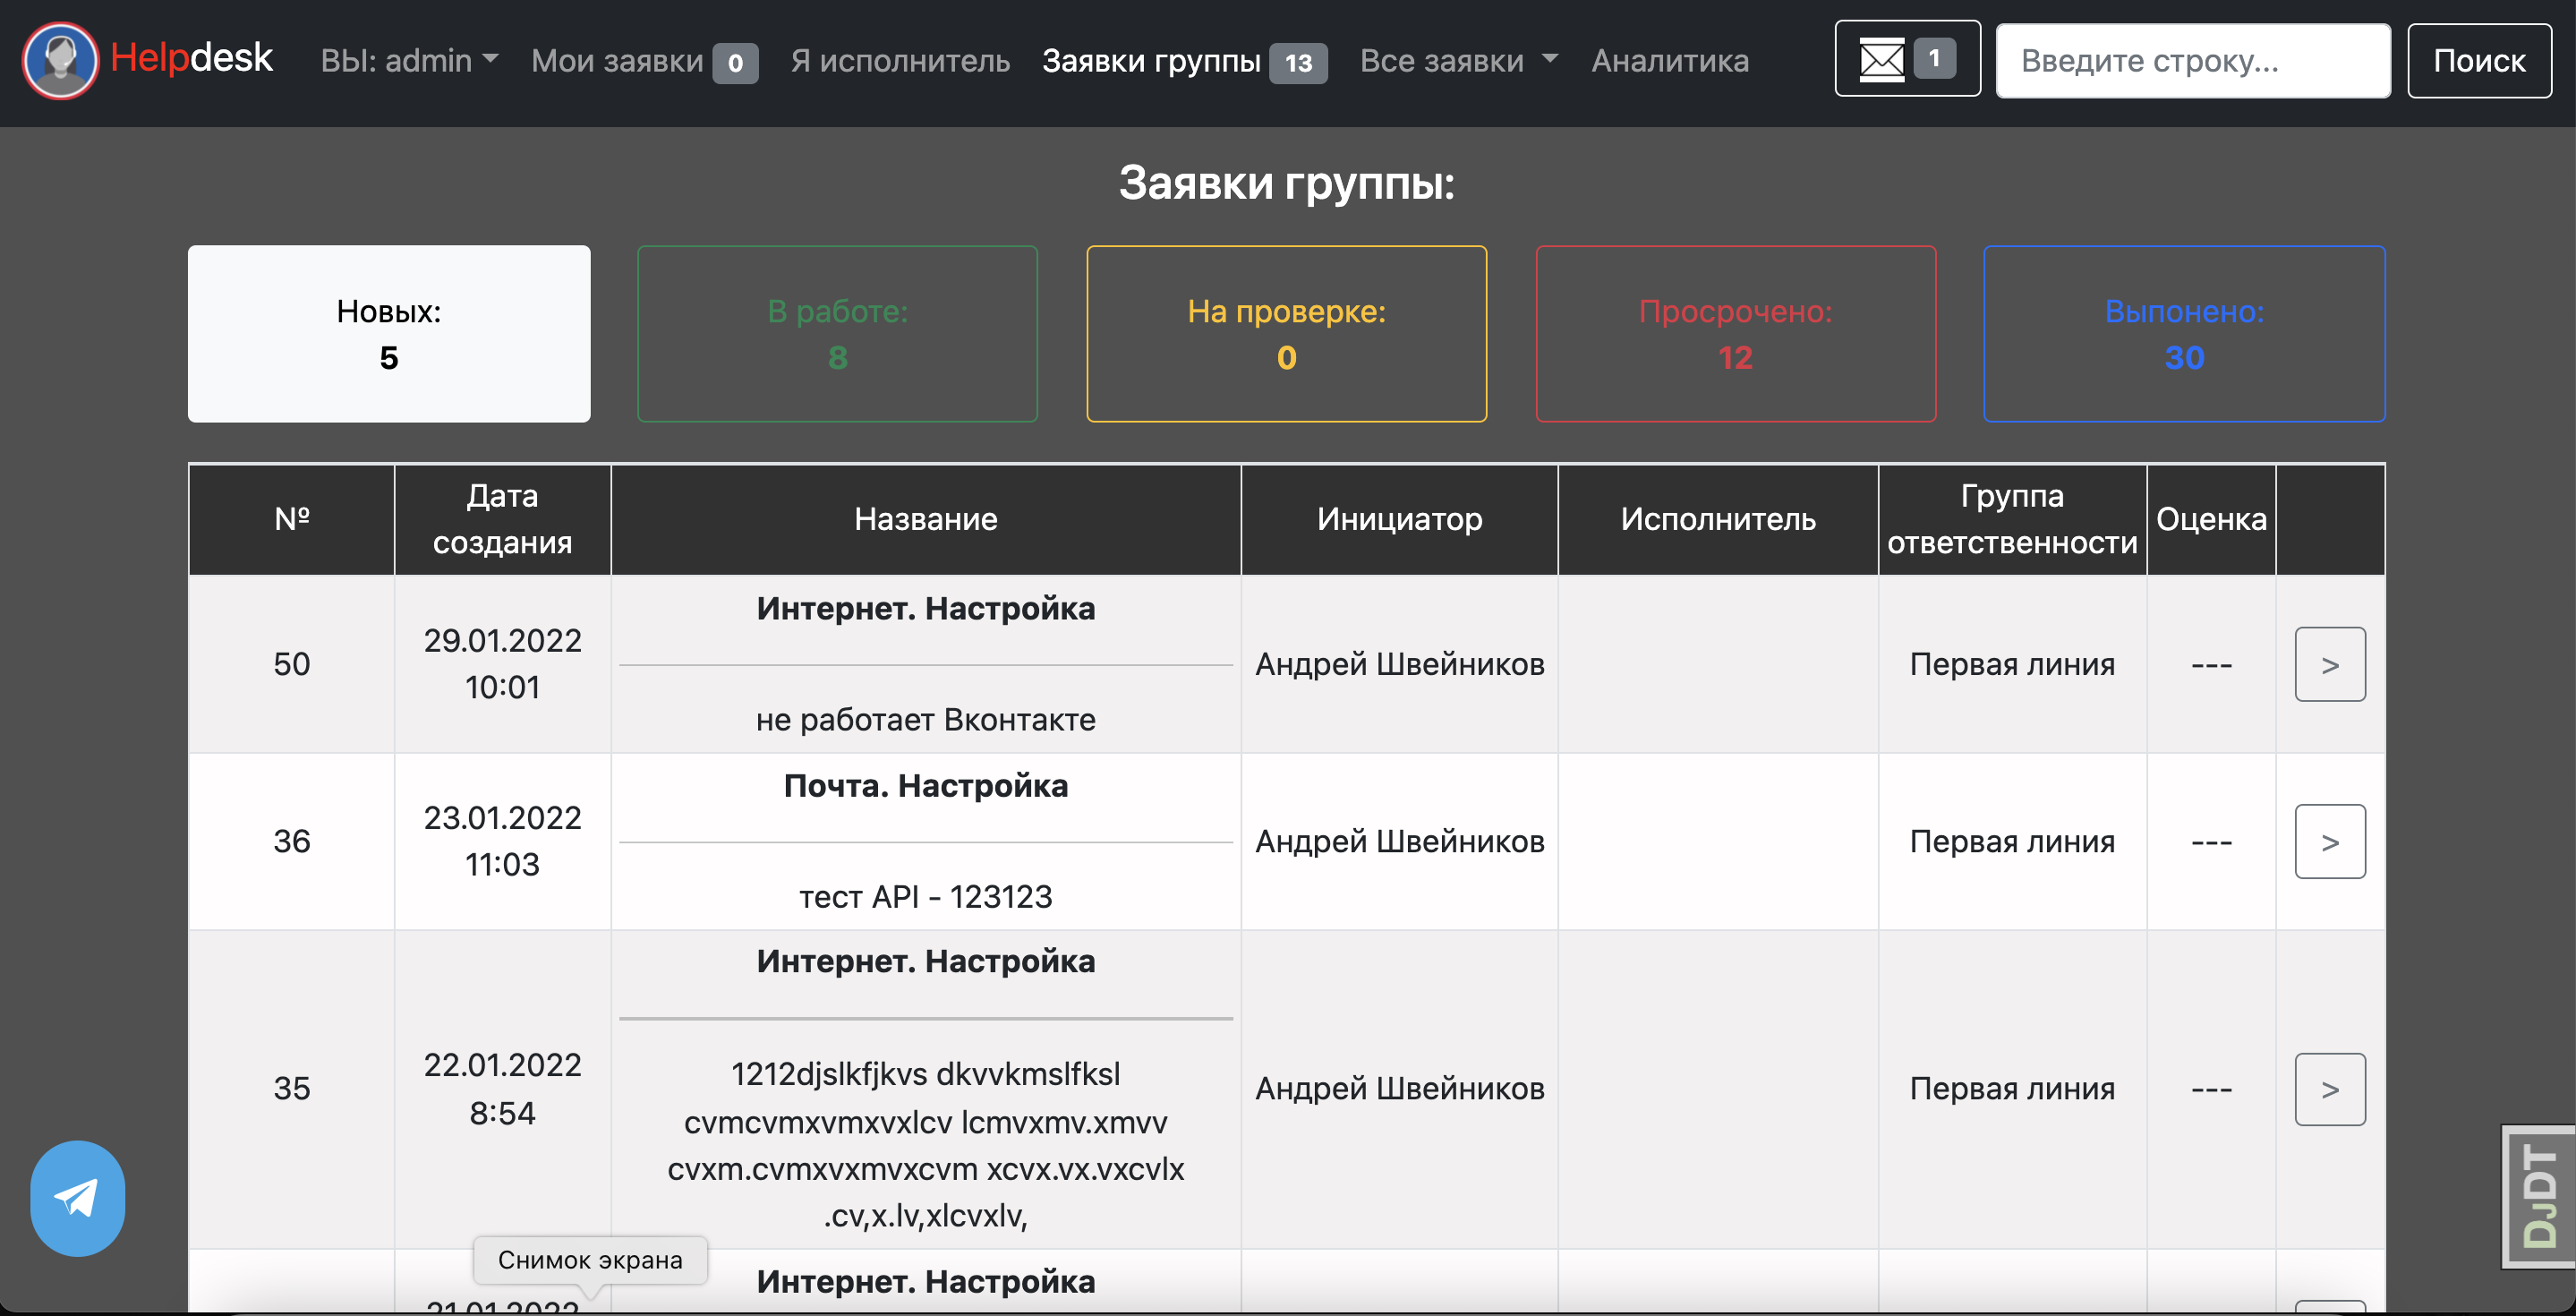 Helpdesk ВЫ: admin Мои заявки 0 Я исполнитель Заявки группы 13 Все заявки Аналитика 1 Введите строку... Поиск
Заявки группы:
Новых:
5
В работе:
8
На проверке:
0
Просрочено:
12
Выпонено:
30
№
Дата
создания
Название
Инициатор
Исполнитель
Группа
ответственности
Оценка
50
29.01.2022
10:01
Интернет. Настройка
не работает Вконтакте
Андрей Швейников
Первая линия
---
>
36
23.01.2022
11:03
Почта. Настройка
тест API - 123123
Андрей Швейников
Первая линия
---
>
35
22.01.2022
8:54
Интернет. Настройка
1212djslkfjkvs dkvvkmslfksl
cvmcvmxvmxvxlcv lcmvxmv.xmvv
cvxm.cvmxvxmvxcvm xcvx.vx.vxcvlx
.cv,x.lv,xlcvxlv,
Андрей Швейников
Первая линия
---
>
21.01.2022
Интернет. Настройка
Снимок экрана
DJDT